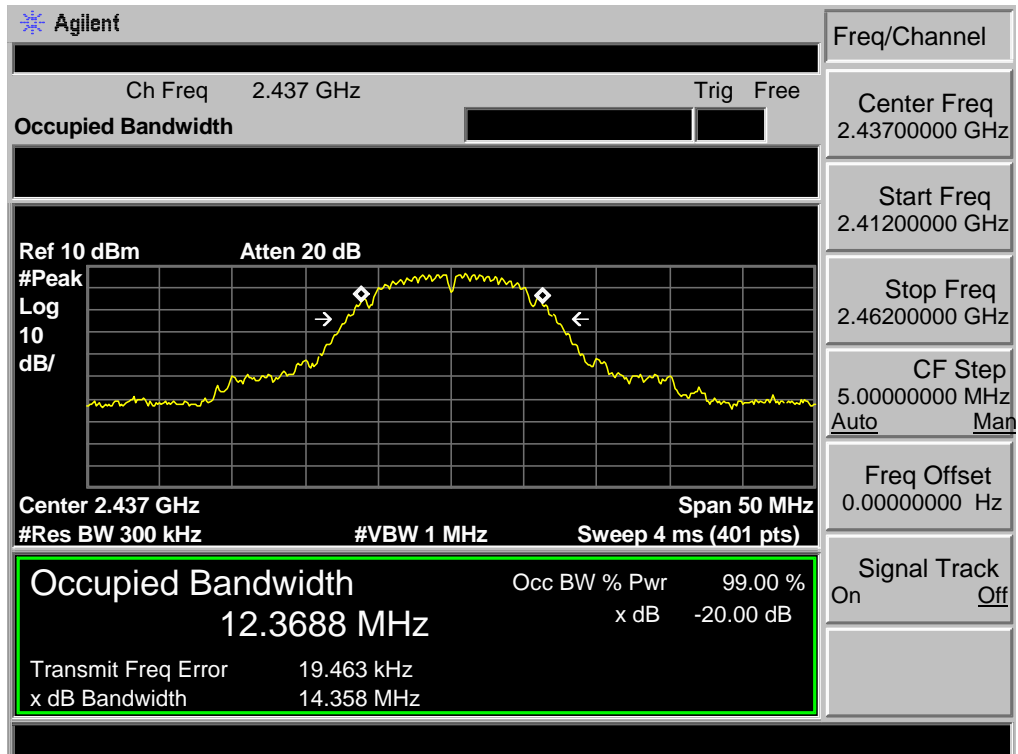 Agilent
Ch Freq 2.437 GHz Trig Free
Occupied Bandwidth
Ref 10 dBm Atten 20 dB
#Peak
Log
10
dB/
Center 2.437 GHz Span 50 MHz
#Res BW 300 kHz #VBW 1 MHz Sweep 4 ms (401 pts)
Occupied Bandwidth
12.3688 MHz
Occ BW % Pwr 99.00 %
x dB -20.00 dB
Transmit Freq Error 19.463 kHz
x dB Bandwidth 14.358 MHz
Freq/Channel
Center Freq
2.43700000 GHz
Start Freq
2.41200000 GHz
Stop Freq
2.46200000 GHz
CF Step
5.00000000 MHz
Auto Man
Freq Offset
0.00000000 Hz
Signal Track
On Off